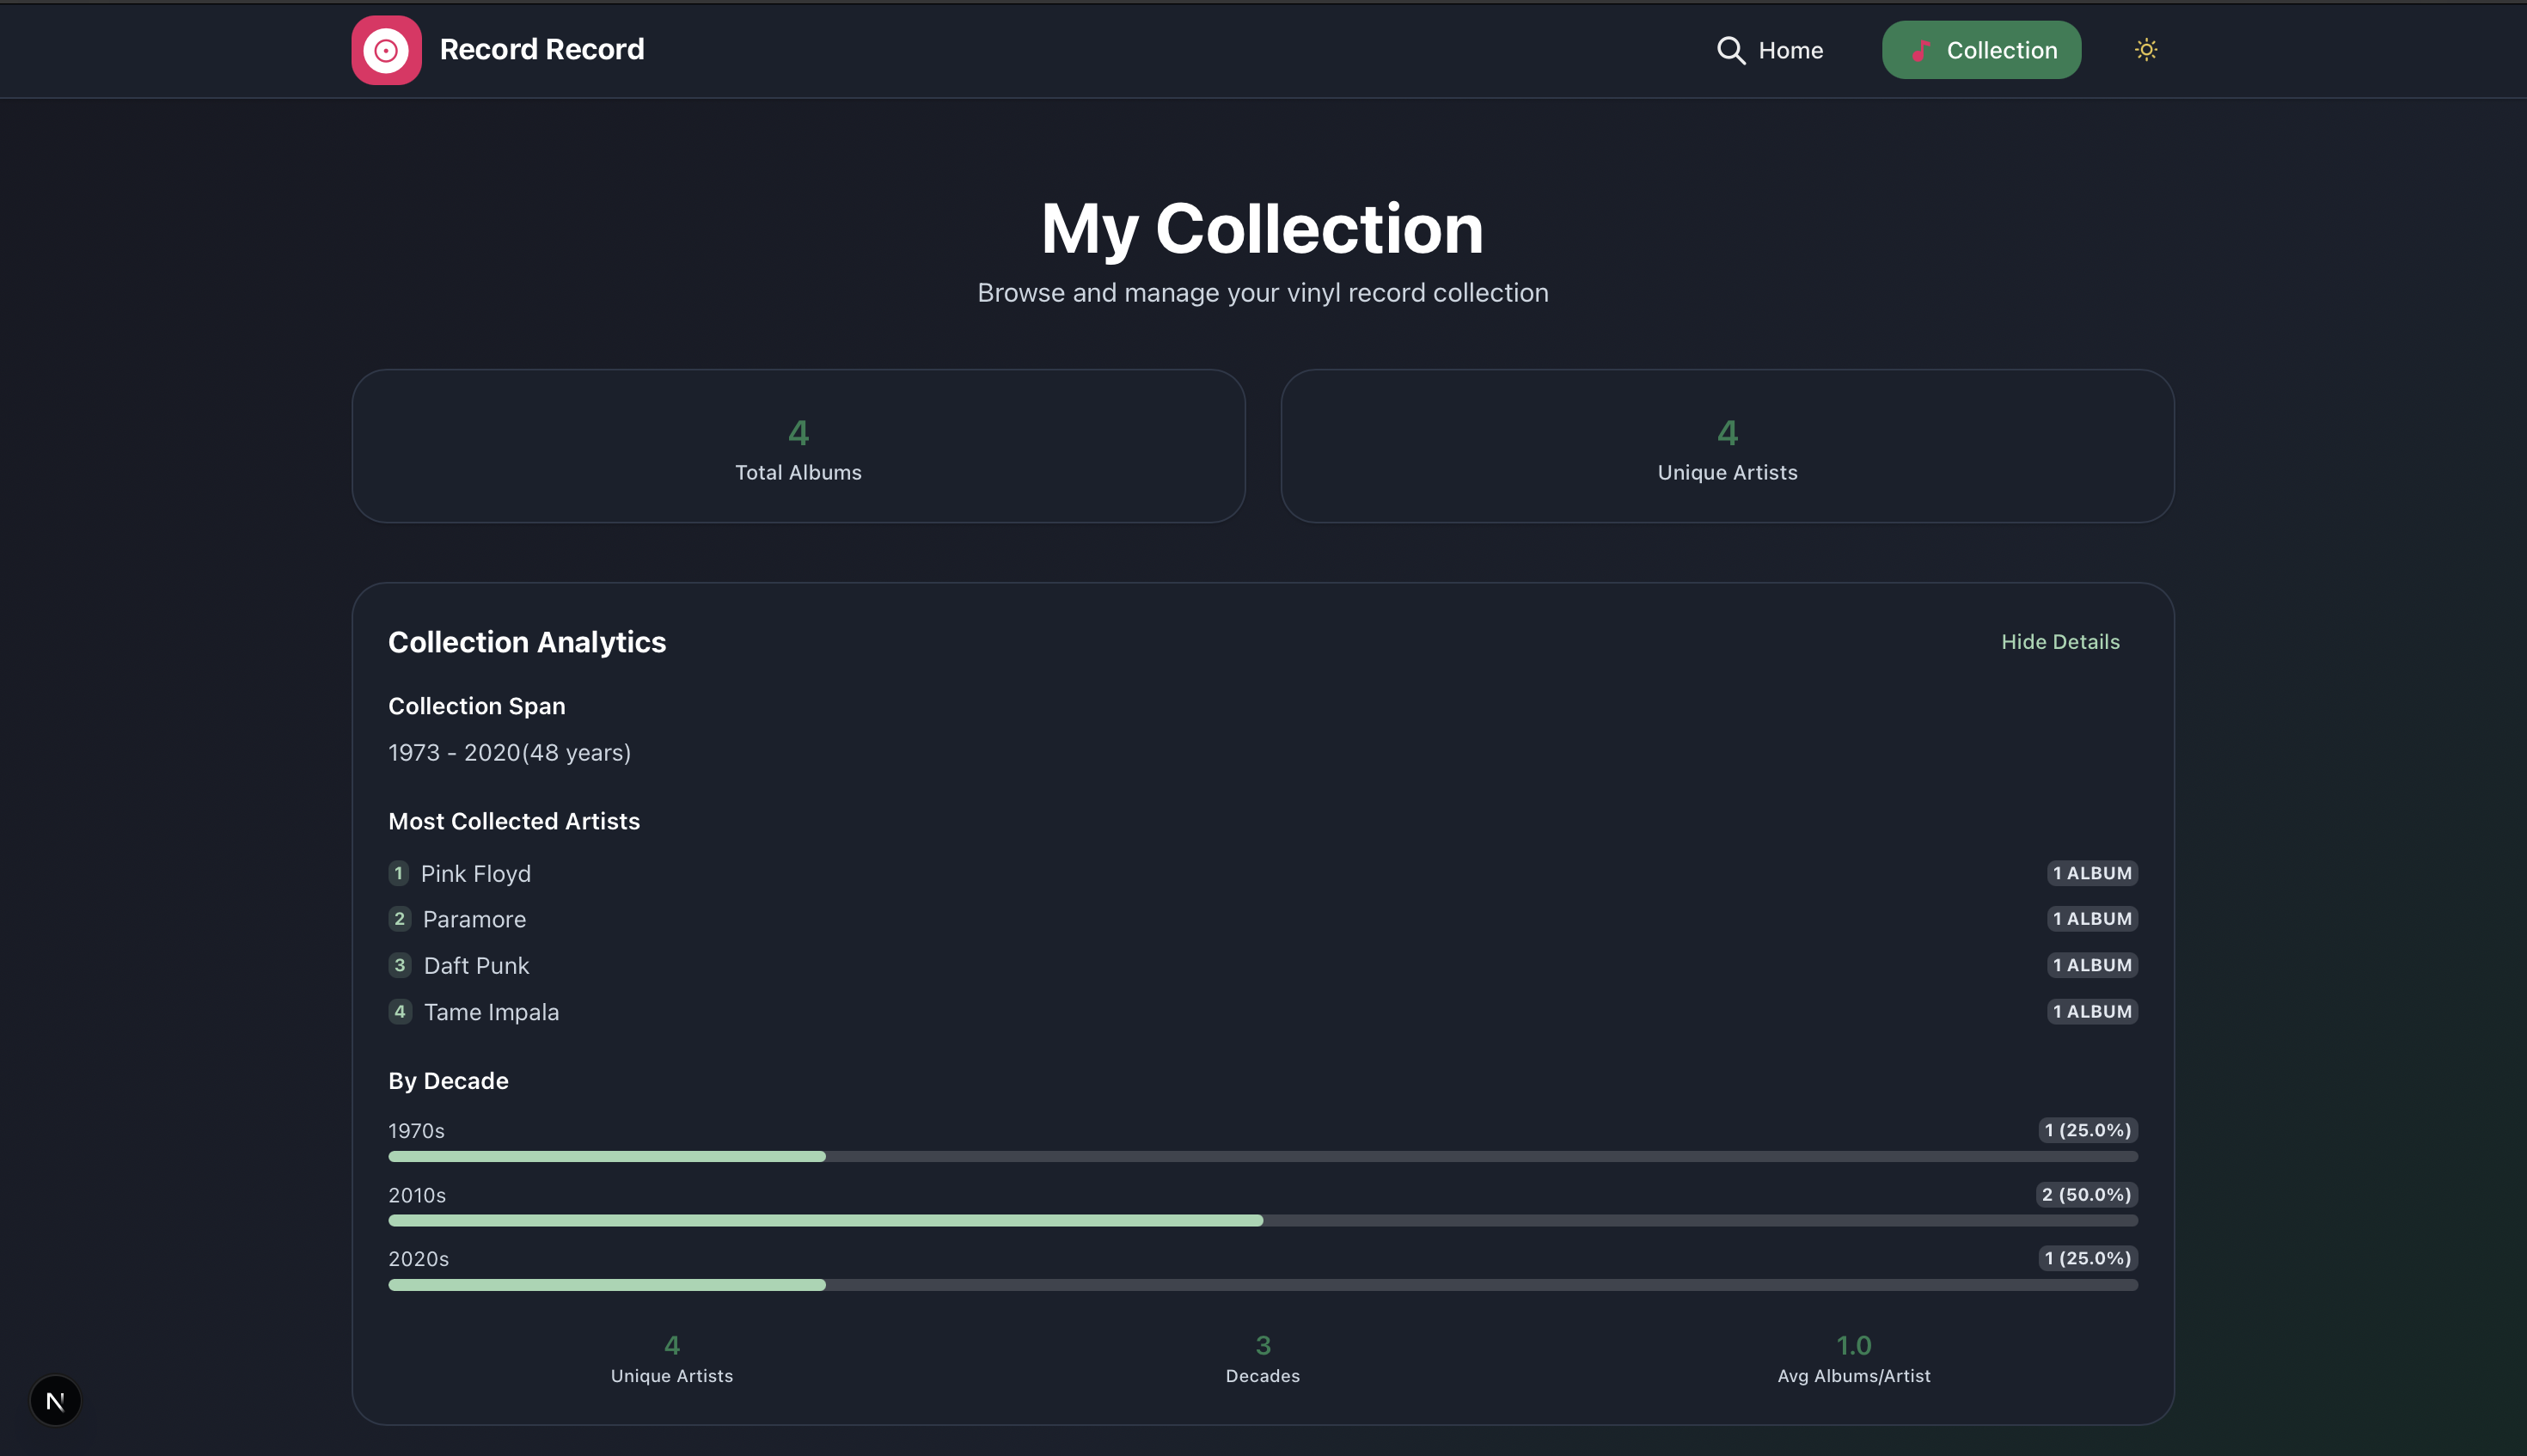 Record Record
Home
Collection
My Collection
Browse and manage your vinyl record collection
4
Total Albums
4
Unique Artists
Collection Analytics
Hide Details
Collection Span
1973 - 2020(48 years)
Most Collected Artists
1 Pink Floyd 1 ALBUM
2 Paramore 1 ALBUM
3 Daft Punk 1 ALBUM
4 Tame Impala 1 ALBUM
By Decade
1970s 1 (25.0%)
2010s 2 (50.0%)
2020s 1 (25.0%)
4
Unique Artists
3
Decades
1.0
Avg Albums/Artist
N